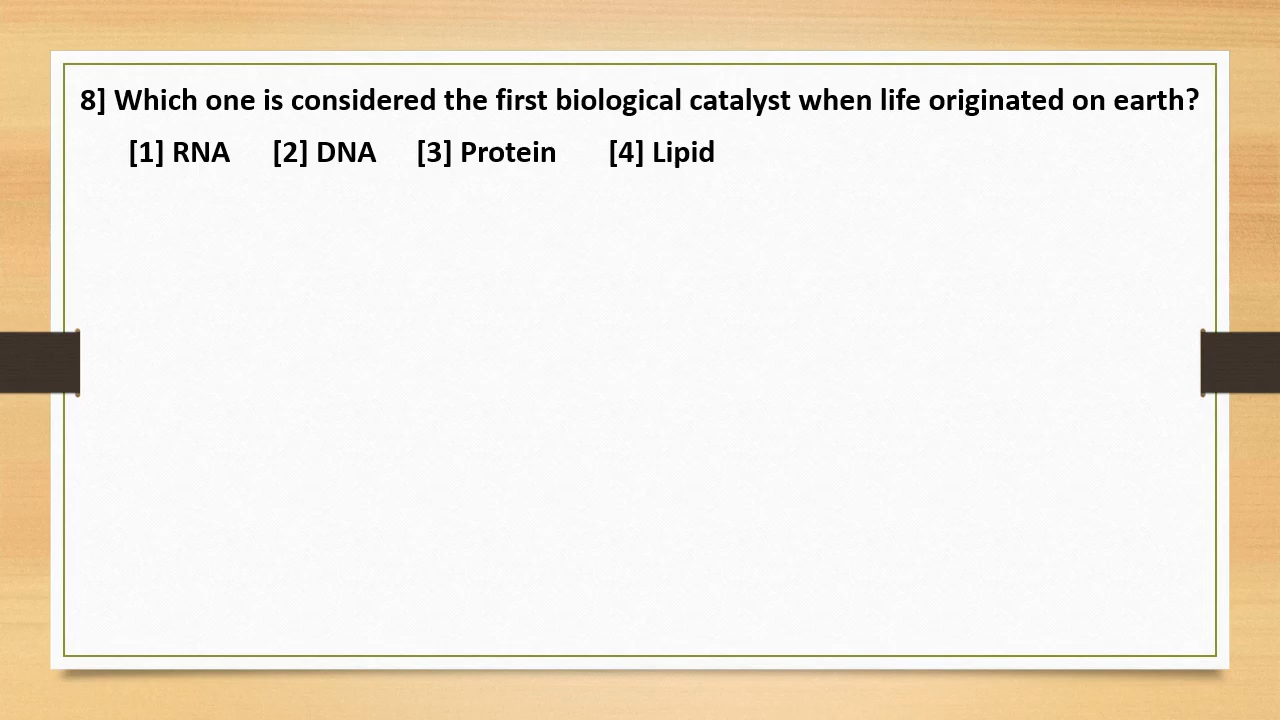 8] Which one is considered the first biological catalyst when life originated on earth?
[1] RNA [2] DNA [3] Protein [4] Lipid